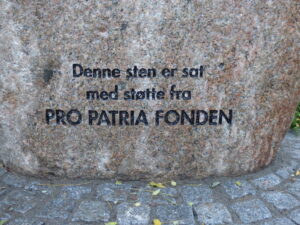 Denne sten er sat
med støtte fra
PRO PATRIA FONDEN